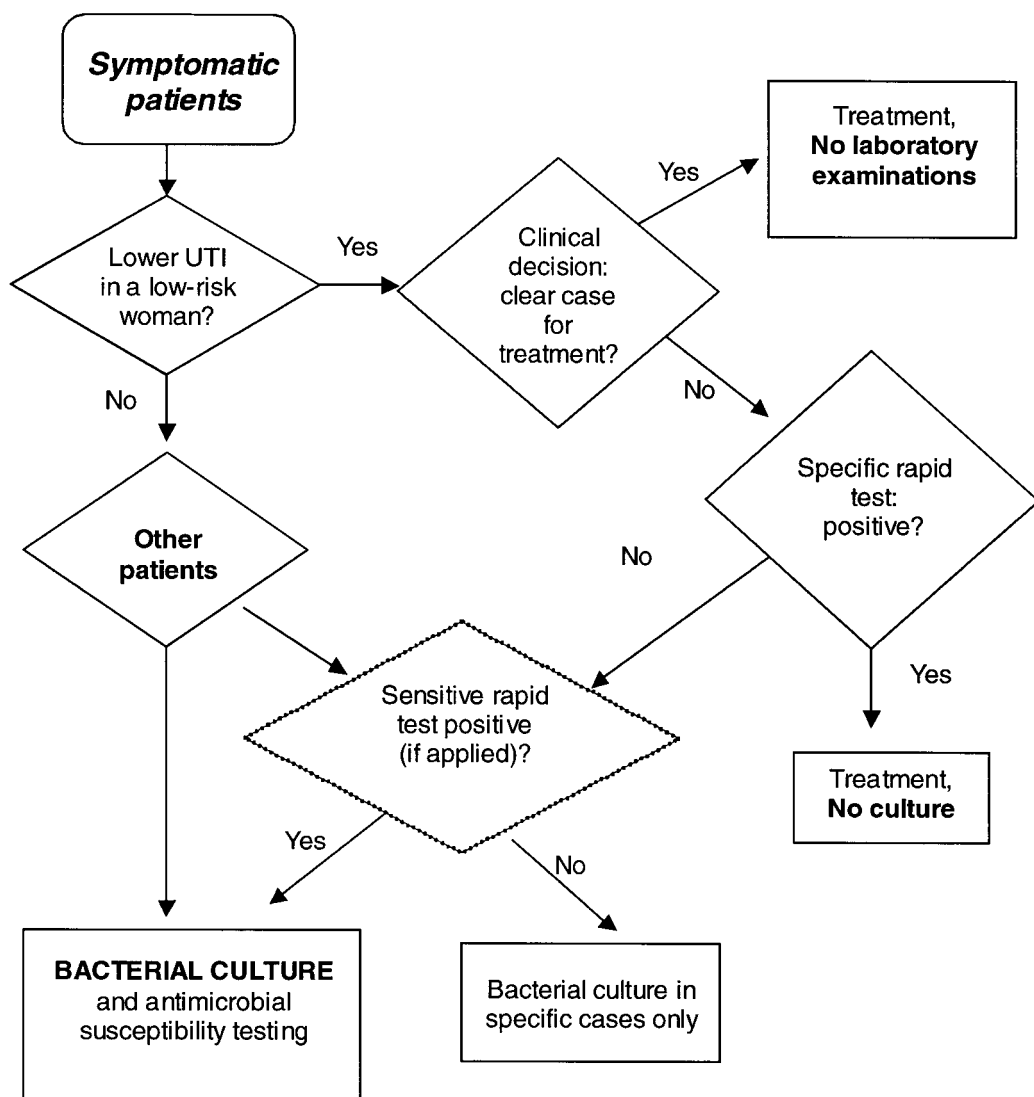 Symptomatic
patients
Treatment,
No laboratory
examinations
Yes
Yes
Clinical
decision:
clear case
for
treatment?
Lower UTI
in a low-risk
woman?
No
No
Specific rapid
test:
positive?
Other
patients
No
Yes
Sensitive rapid
test positive
(if applied)?
Treatment,
No culture
Yes
No
BACTERIAL CULTURE
and antimicrobial
susceptibility testing
Bacterial culture in
specific cases only